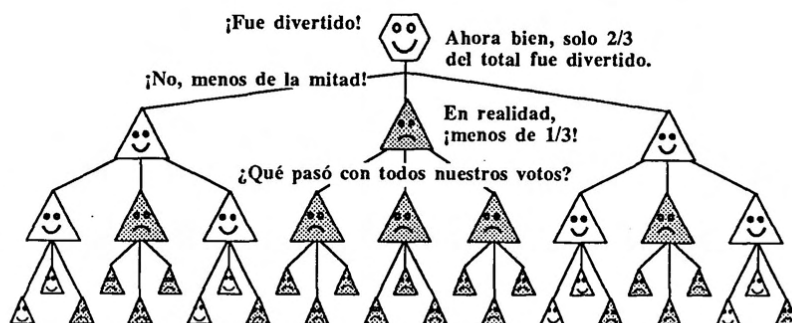 ¡Fue divertido!
Ahora bien, solo 2/3
del total fue divertido.
¡No, menos de la mitad!
En realidad,
¡menos de 1/3!
¿Qué pasó con todos nuestros votos?